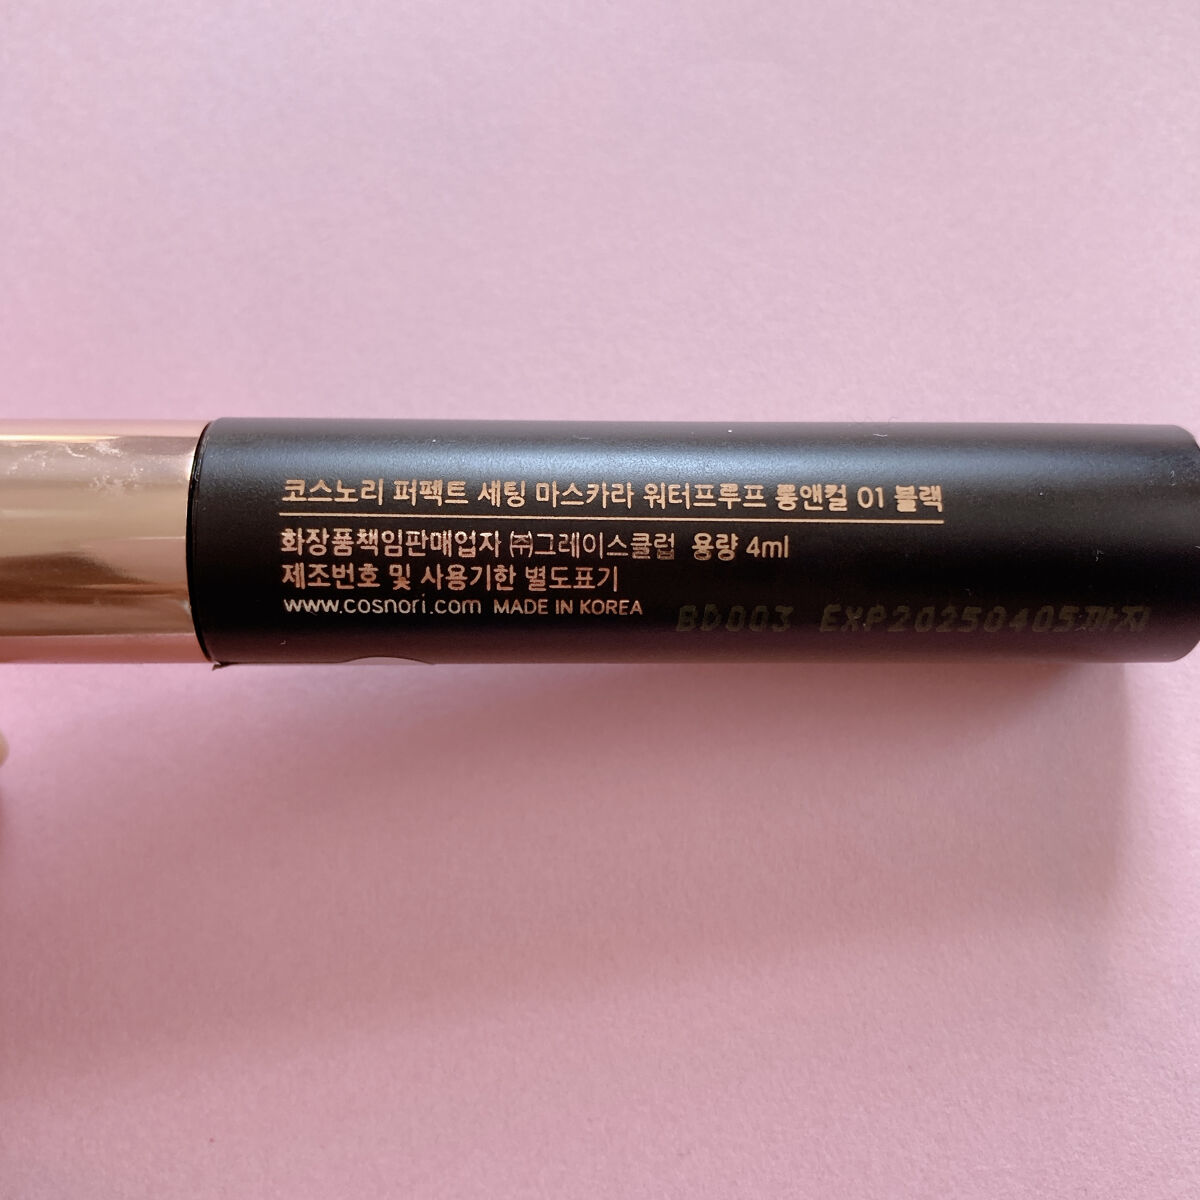 코스노리 퍼펙트 세팅 마스카라 워터프루프 롱앤컬 01 블랙
화장품책임판매업자 ㈜그레이스클럽 용량 4ml
제조번호 및 사용기한 별도표기
www.cosnori.com MADE IN KOREA
BD003 EXP20250405까지